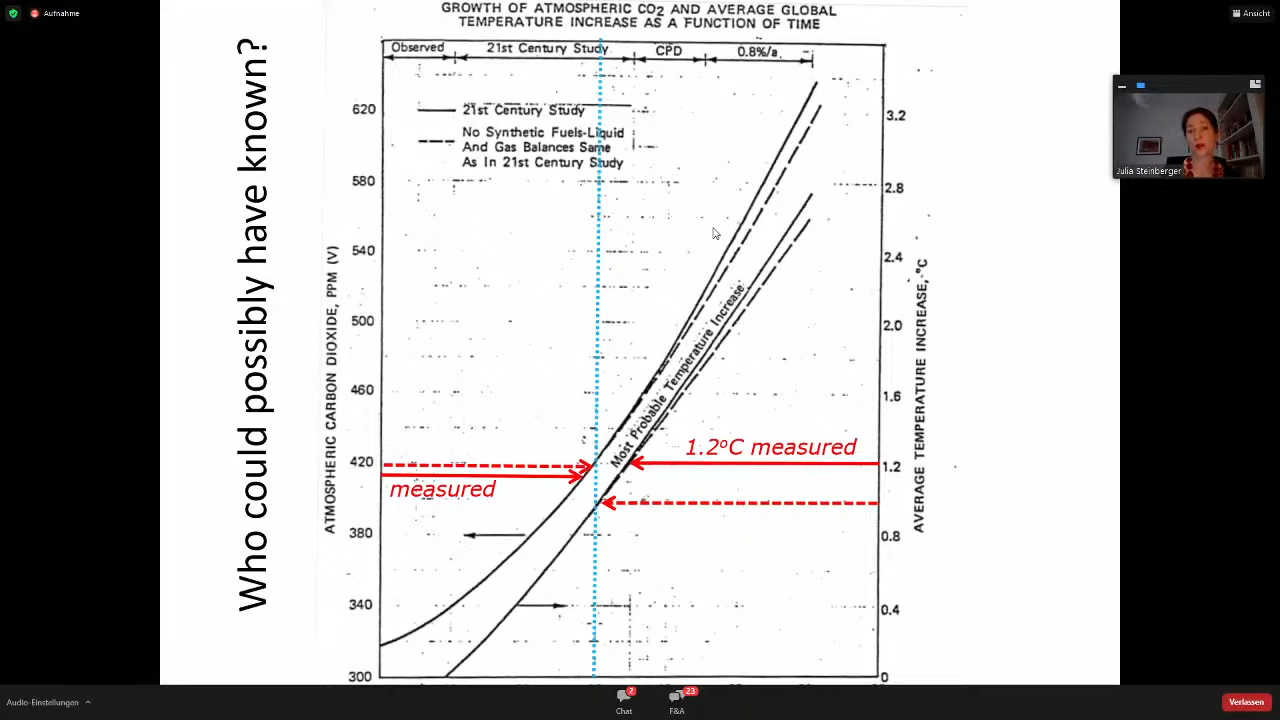 Aufnahme
Ansicht
Who could possibly have known?
GROWTH OF ATMOSPHERIC CO2 AND AVERAGE GLOBAL
TEMPERATURE INCREASE AS A FUNCTION OF TIME
Observed
21st Century Study
CPD
0.8%/a
21st Century Study
No Synthetic Fuels-Liquid
And Gas Balances Same
As In 21st Century Study
ATMOSPHERIC CARBON DIOXIDE, PPM (V)
620
580
540
500
460
420
380
340
300
Most Probable Temperature Increase
1.2°C measured
measured
3.2
2.8
2.4
2.0
1.6
1.2
0.8
0.4
0
AVERAGE TEMPERATURE INCREASE, °C
Julia Steinberger
Audio-Einstellungen
2
Chat
23
F&A
Verlassen